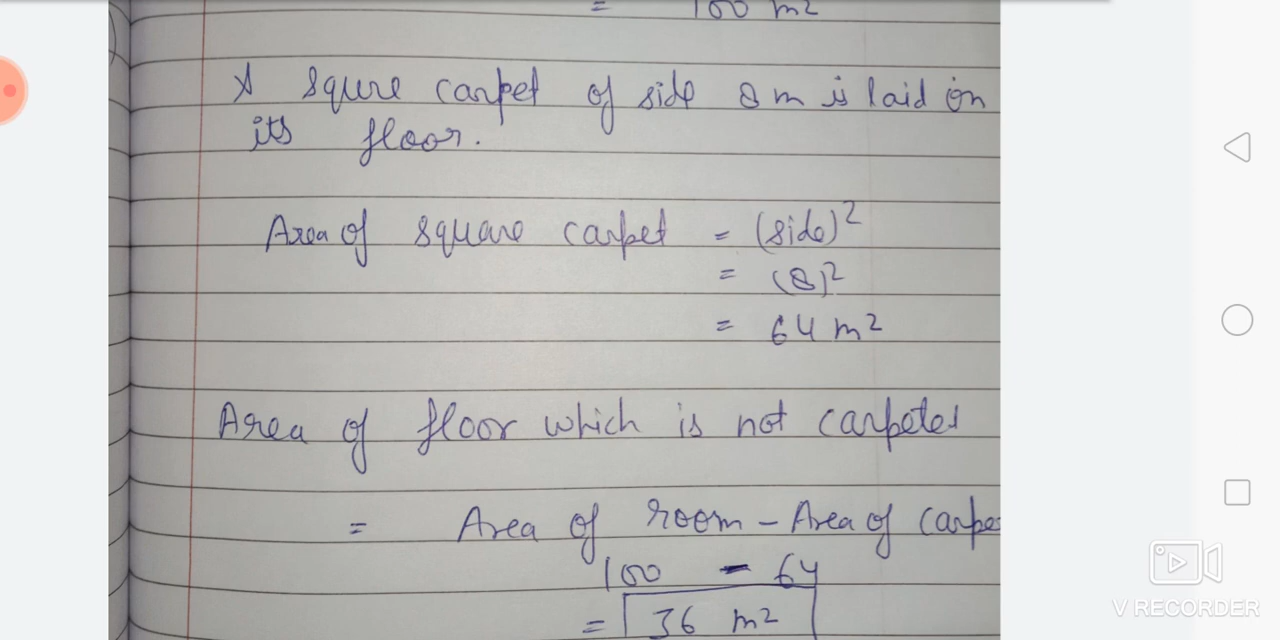 = 100 m2
A squre carpet of side 8 m is laid on
its floor.
Area of square carpet = (side)²
= (8)²
= 64 m²
Area of floor which is not carpeted
= Area of room - Area of carpe
100 - 64
= 36 m²
V RECORDER